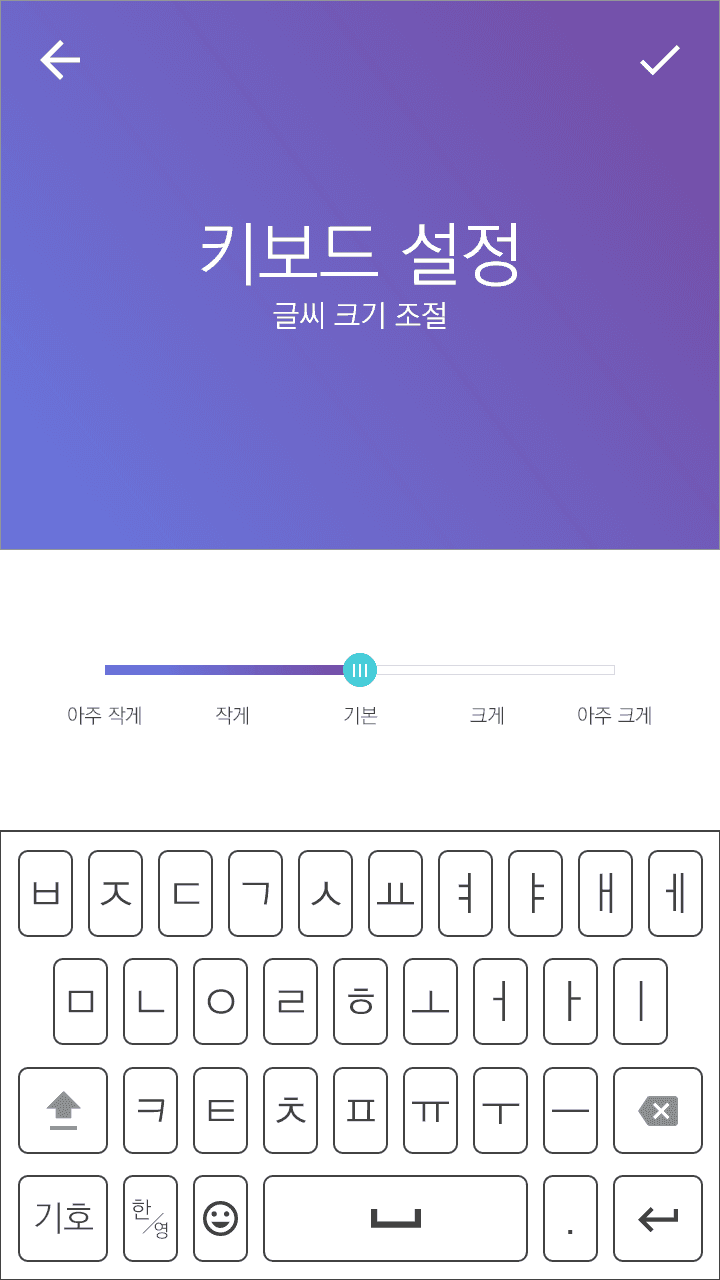 키보드 설정
글씨 크기 조절
아주 작게 작게 기본 크게 아주 크게
ㅂ ㅈ ㄷ ㄱ ㅅ ㅛ ㅕ ㅑ ㅐ ㅔ
ㅁ ㄴ ㅇ ㄹ ㅎ ㅗ ㅓ ㅏ ㅣ
ㅋ ㅌ ㅊ ㅍ ㅠ ㅜ ㅡ
기호 한/영 .